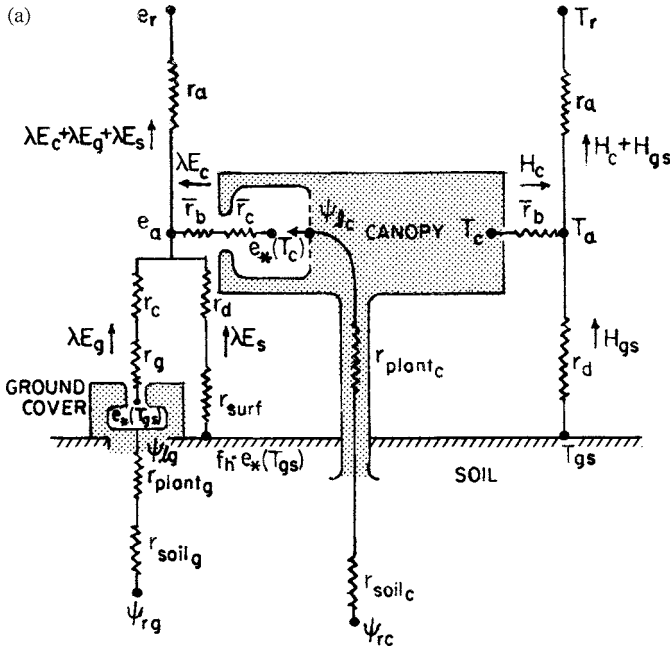 (a)
e_r
T_r
r_a
r_a
λE_c+λE_g+λE_s
H_c+H_gs
λE_c
H_c
r̅_b
r̅_c
ψ_lc
r̅_b
e_a
e_*(T_c)
CANOPY
T_c
T_a
r_c
r_d
λE_g
λE_s
H_gs
r_g
r_plant_c
r_d
GROUND
COVER
r_surf
e_*(T_gs)
ψ_lg
f_h·e_*(T_gs)
SOIL
T_gs
r_plant_g
r_soil_g
r_soil_c
ψ_rg
ψ_rc